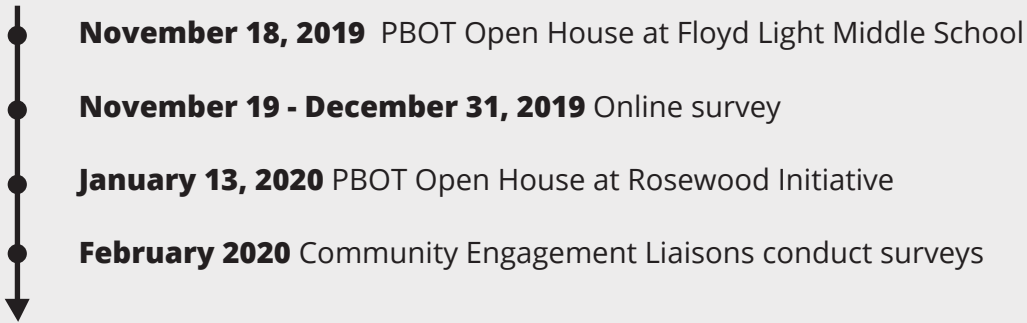 November 18, 2019 PBOT Open House at Floyd Light Middle School
November 19 - December 31, 2019 Online survey
January 13, 2020 PBOT Open House at Rosewood Initiative
February 2020 Community Engagement Liaisons conduct surveys